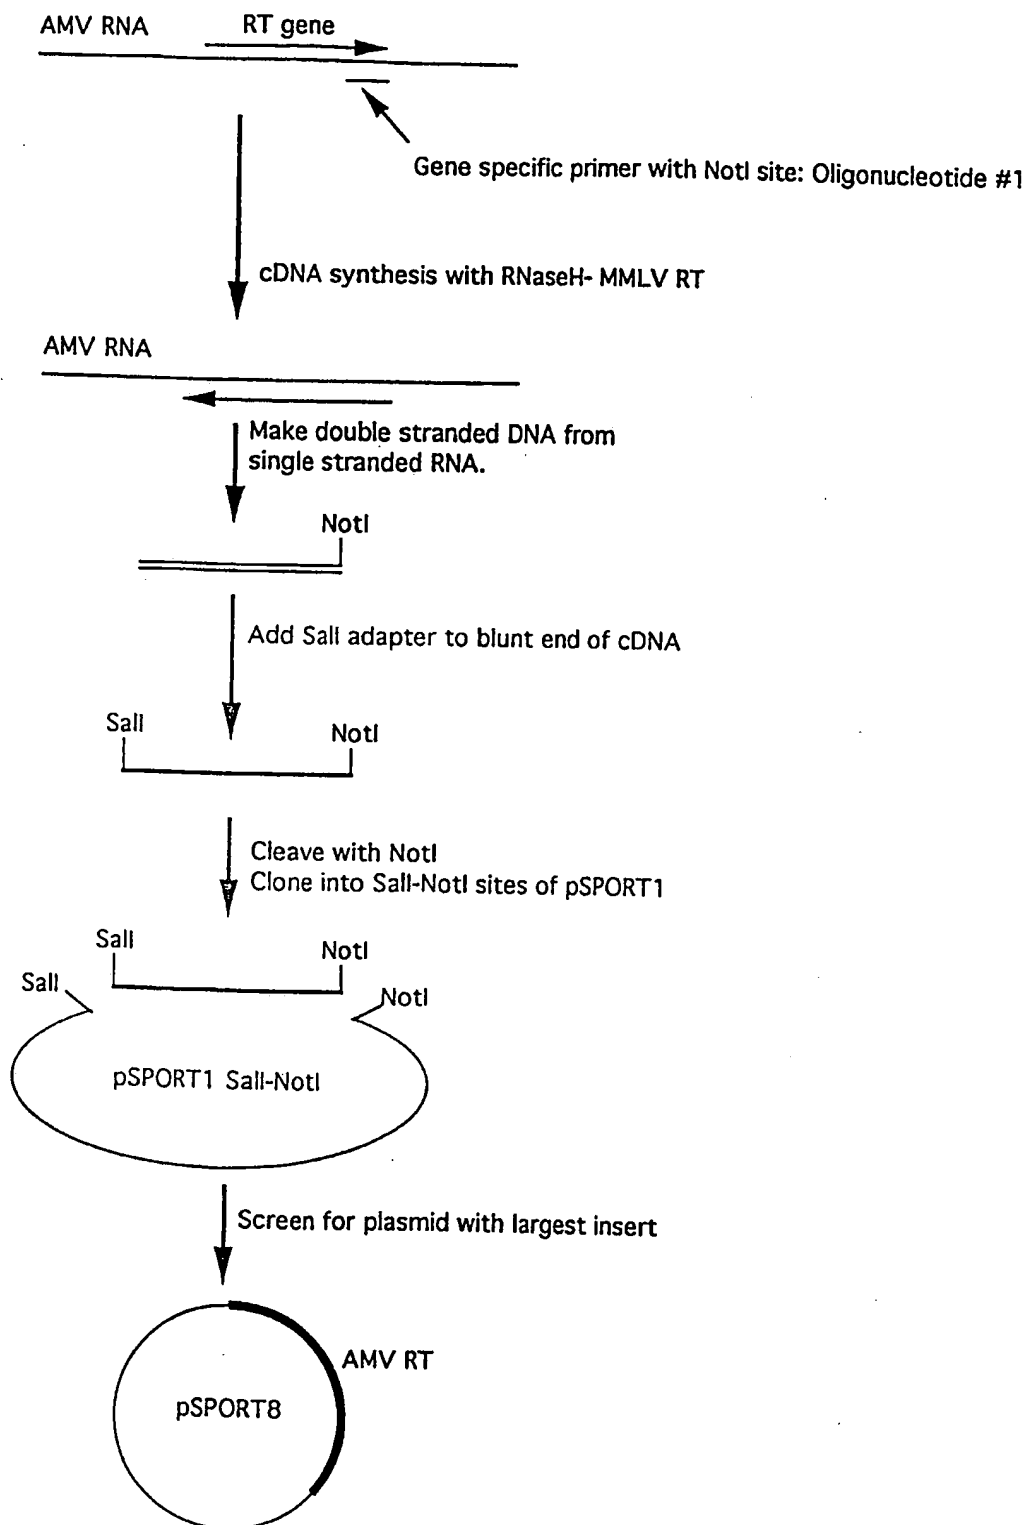 AMV RNA
RT gene
Gene specific primer with NotI site: Oligonucleotide #1
cDNA synthesis with RNaseH- MMLV RT
AMV RNA
Make double stranded DNA from
single stranded RNA.
NotI
Add SalI adapter to blunt end of cDNA
SalI
NotI
Cleave with NotI
Clone into SalI-NotI sites of pSPORT1
SalI
NotI
SalI
NotI
pSPORT1 SalI-NotI
Screen for plasmid with largest insert
AMV RT
pSPORT8